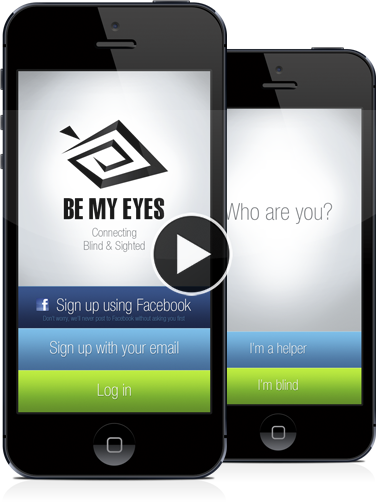 BE MY EYES
Connecting
Blind & Sighted
f Sign up using Facebook
Don't worry, we'll never post to Facebook without asking you first
Sign up with your email
Log in
Who are you?
I'm a helper
I'm blind